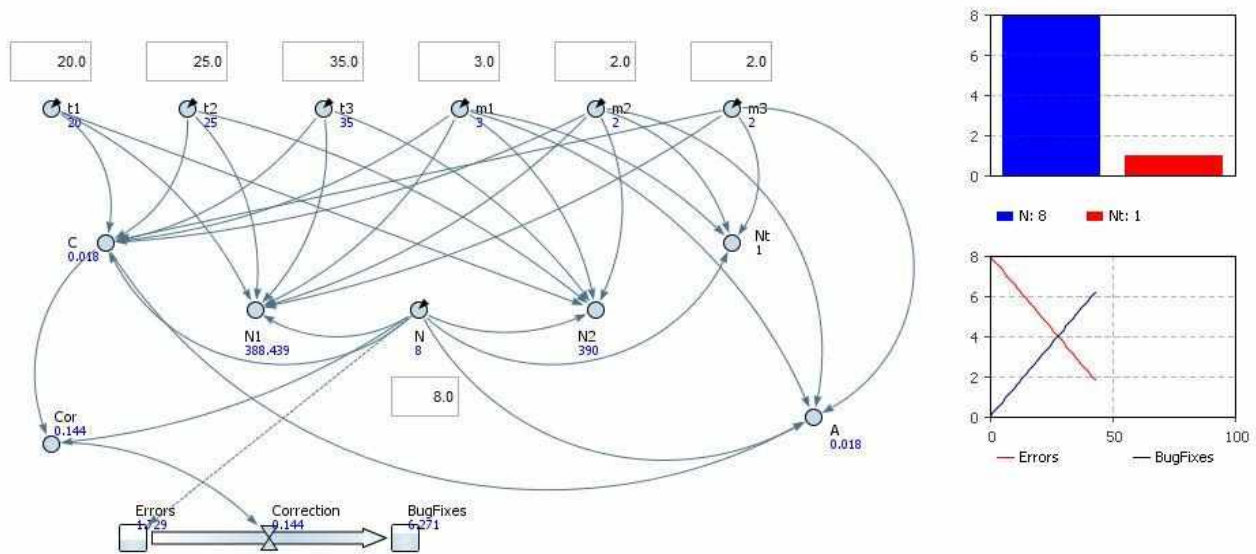 20.0
25.0
35.0
3.0
2.0
2.0
t1
20
t2
25
t3
35
m1
3
m2
2
m3
2
C
0.018
Nt
1
N1
388.439
N
8
N2
390
8.0
Cor
0.144
A
0.018
Errors
1.729
Correction
0.144
BugFixes
6.271
8
6
4
2
0
N: 8
Nt: 1
8
6
4
2
0
0
50
100
Errors
BugFixes